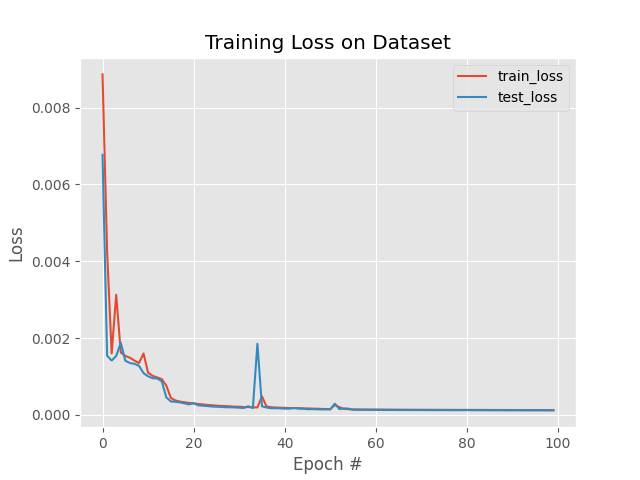 Training Loss on Dataset
train_loss
test_loss
0.008
0.006
0.004
0.002
0.000
Loss
0 20 40 60 80 100
Epoch #